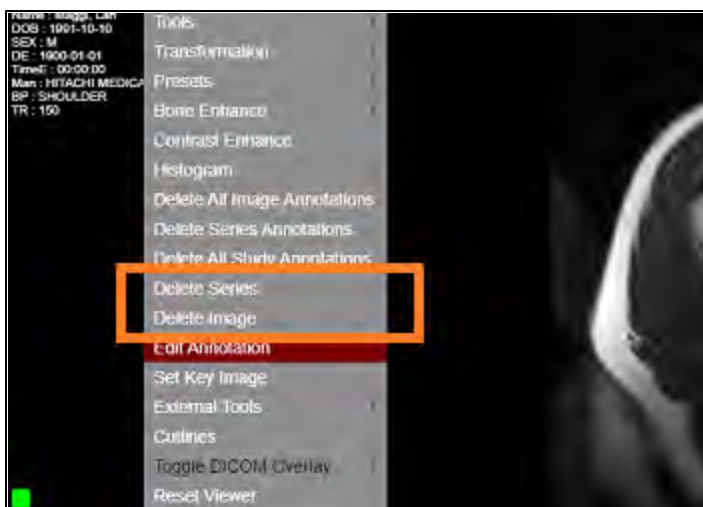 DOB : 1991-10-10
SEX : M
DE : 1900-01-01
TimeE : 00:00:00
Man : HITACHI MEDICA
BP : SHOULDER
TR : 150
Tools
Transformation
Presets
Bone Enhance
Contrast Enhance
Histogram
Delete All Image Annotations
Delete Series Annotations
Delete All Study Annotations
Delete Series
Delete Image
Edit Annotation
Set Key Image
External Tools
Cutlines
Toggle DICOM Overlay
Reset Viewer